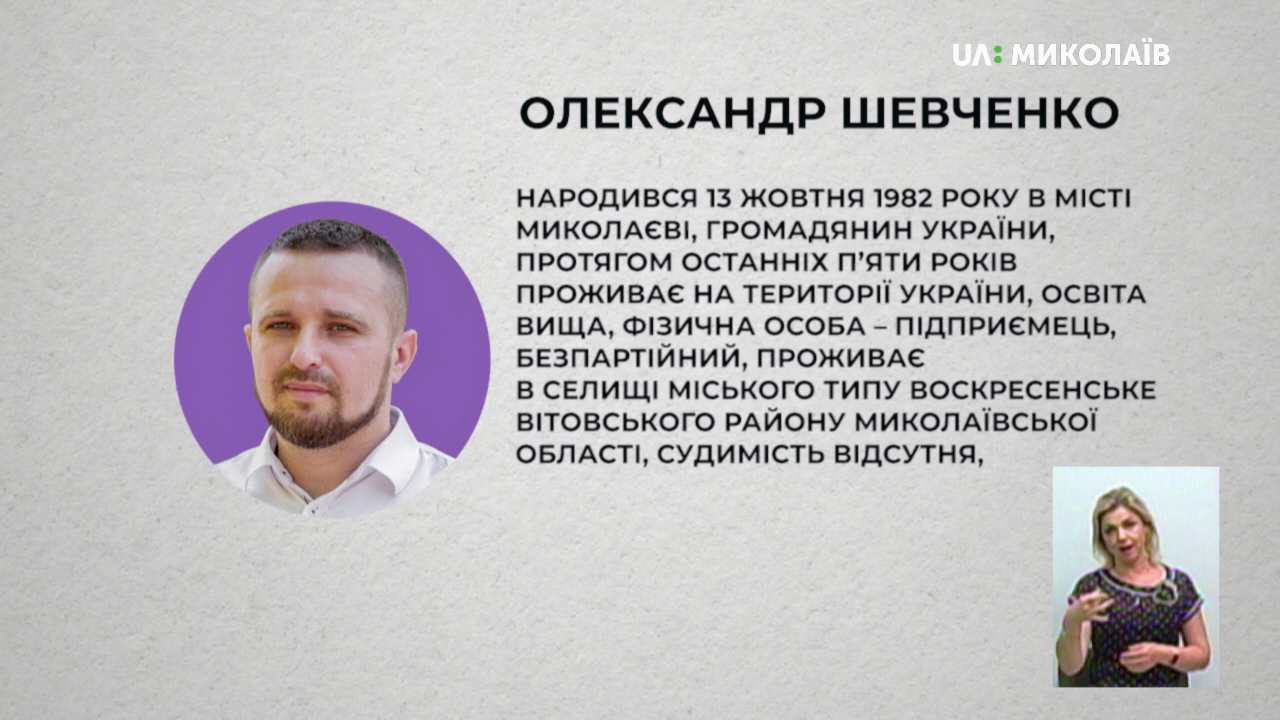 UA: МИКОЛАЇВ
ОЛЕКСАНДР ШЕВЧЕНКО
НАРОДИВСЯ 13 ЖОВТНЯ 1982 РОКУ В МІСТІ
МИКОЛАЄВІ, ГРОМАДЯНИН УКРАЇНИ,
ПРОТЯГОМ ОСТАННІХ П’ЯТИ РОКІВ
ПРОЖИВАЄ НА ТЕРИТОРІЇ УКРАЇНИ, ОСВІТА
ВИЩА, ФІЗИЧНА ОСОБА – ПІДПРИЄМЕЦЬ,
БЕЗПАРТІЙНИЙ, ПРОЖИВАЄ
В СЕЛИЩІ МІСЬКОГО ТИПУ ВОСКРЕСЕНСЬКЕ
ВІТОВСЬКОГО РАЙОНУ МИКОЛАЇВСЬКОЇ
ОБЛАСТІ, СУДИМІСТЬ ВІДСУТНЯ,